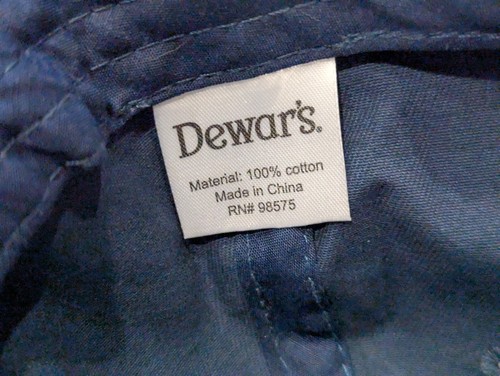 Dewar's.
Material: 100% cotton
Made in China
RN# 98575